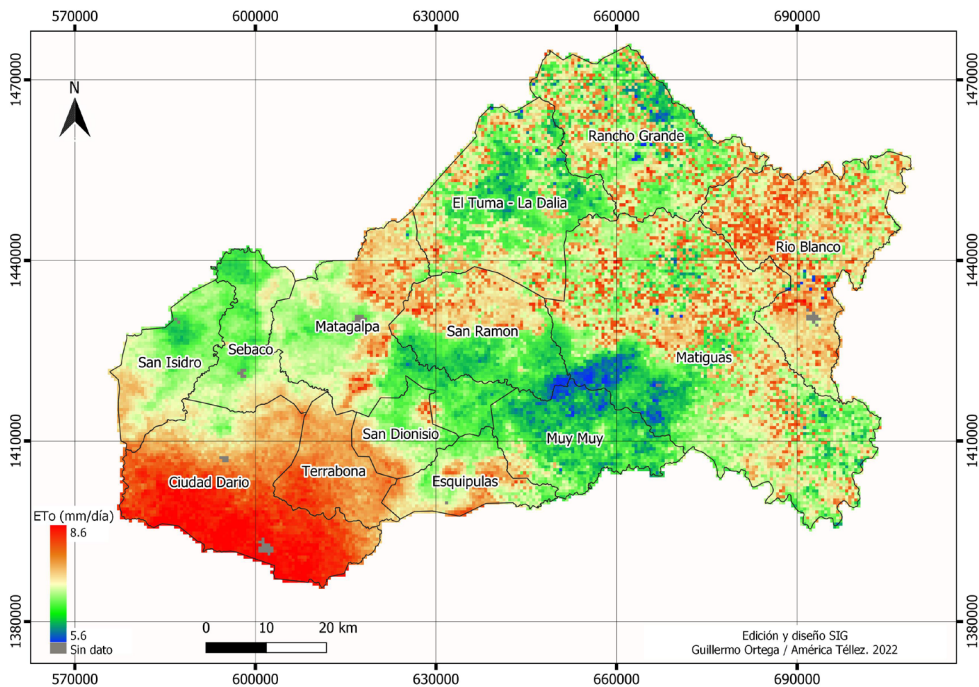 570000 600000 630000 660000 690000
1470000 1470000
N
Rancho Grande
El Tuma - La Dalia
Rio Blanco
1440000 1440000
Matagalpa
San Ramon
Sebaco
San Isidro
Matiguas
1410000 1410000
San Dionisio
Muy Muy
Terrabona
Ciudad Dario
Esquipulas
ETo (mm/día)
8.6
5.6
Sin dato
0 10 20 km
1380000 1380000
Edición y diseño SIG
Guillermo Ortega / América Téllez. 2022
570000 600000 630000 660000 690000